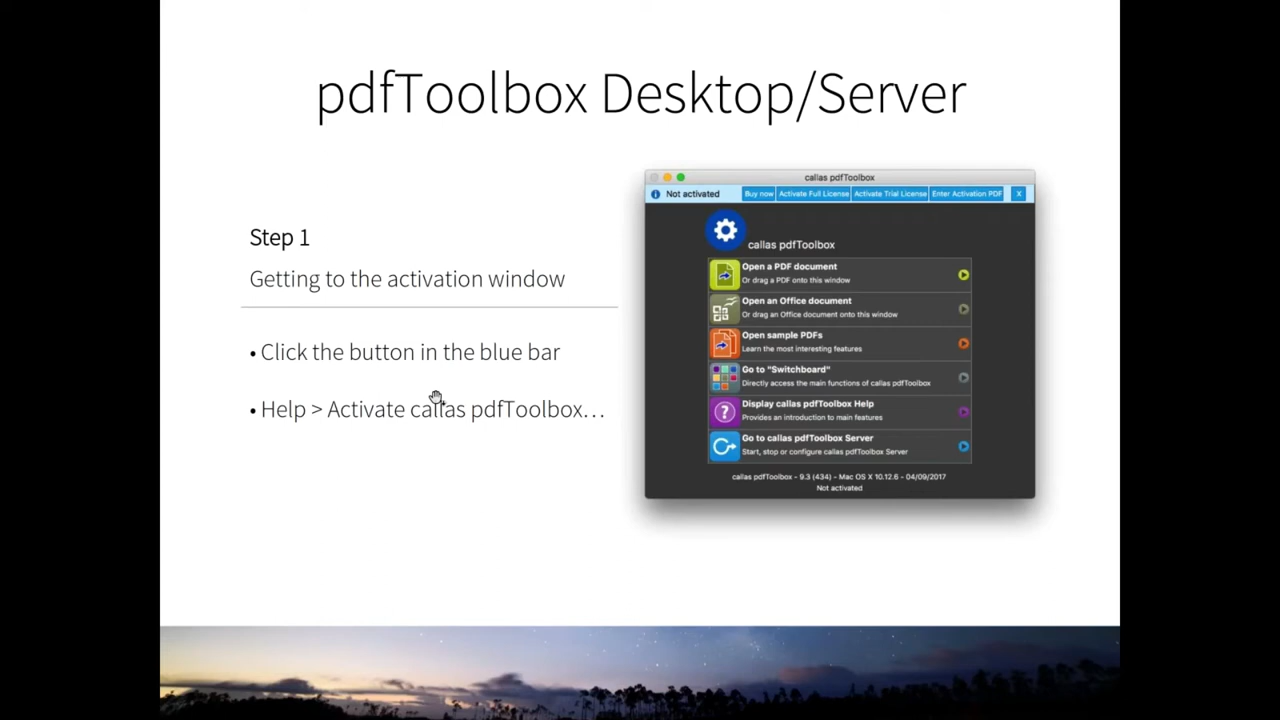 pdfToolbox Desktop/Server
Step 1
Getting to the activation window
• Click the button in the blue bar
• Help > Activate callas pdfToolbox…
callas pdfToolbox
Not activated
Buy now
Activate Full License
Activate Trial License
Enter Activation PDF
X
callas pdfToolbox
Open a PDF document
Or drag a PDF onto this window
Open an Office document
Or drag an Office document onto this window
Open sample PDFs
Learn the most interesting features
Go to "Switchboard"
Directly access the main functions of callas pdfToolbox
Display callas pdfToolbox Help
Provides an introduction to main features
Go to callas pdfToolbox Server
Start, stop or configure callas pdfToolbox Server
callas pdfToolbox - 9.3 (434) - Mac OS X 10.12.6 - 04/09/2017
Not activated